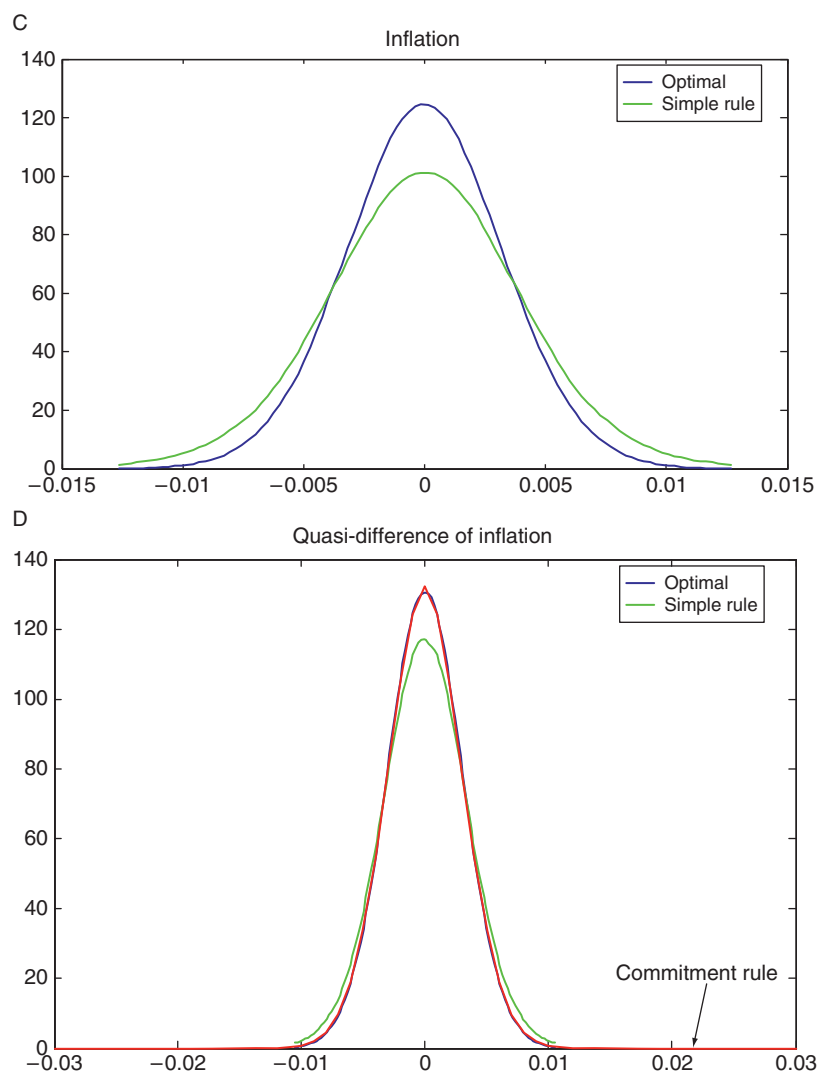 C
Inflation
140
120
100
80
60
40
20
0
Optimal
Simple rule
−0.015 −0.01 −0.005 0 0.005 0.01 0.015
D
Quasi-difference of inflation
140
120
100
80
60
40
20
0
Optimal
Simple rule
Commitment rule
−0.03 −0.02 −0.01 0 0.01 0.02 0.03